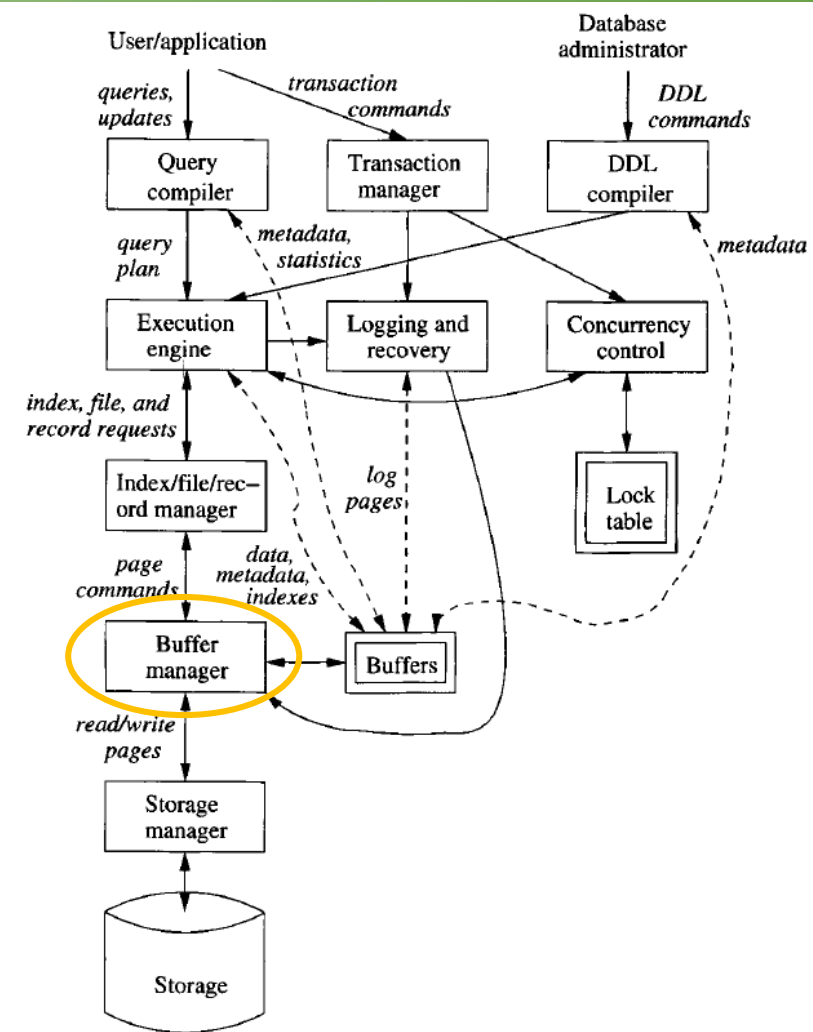 User/application
Database
administrator
queries,
updates
transaction
commands
DDL
commands
Query
compiler
Transaction
manager
DDL
compiler
query
plan
metadata,
statistics
metadata
Execution
engine
Logging and
recovery
Concurrency
control
index, file, and
record requests
Index/file/rec–
ord manager
log
pages
Lock
table
page
commands
data,
metadata,
indexes
Buffer
manager
Buffers
read/write
pages
Storage
manager
Storage